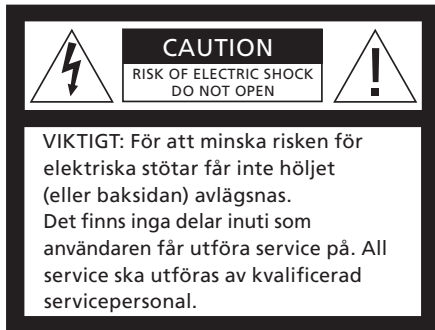 CAUTION
RISK OF ELECTRIC SHOCK
DO NOT OPEN
VIKTIGT: För att minska risken för
elektriska stötar får inte höljet
(eller baksidan) avlägsnas.
Det finns inga delar inuti som
användaren får utföra service på. All
service ska utföras av kvalificerad
servicepersonal.